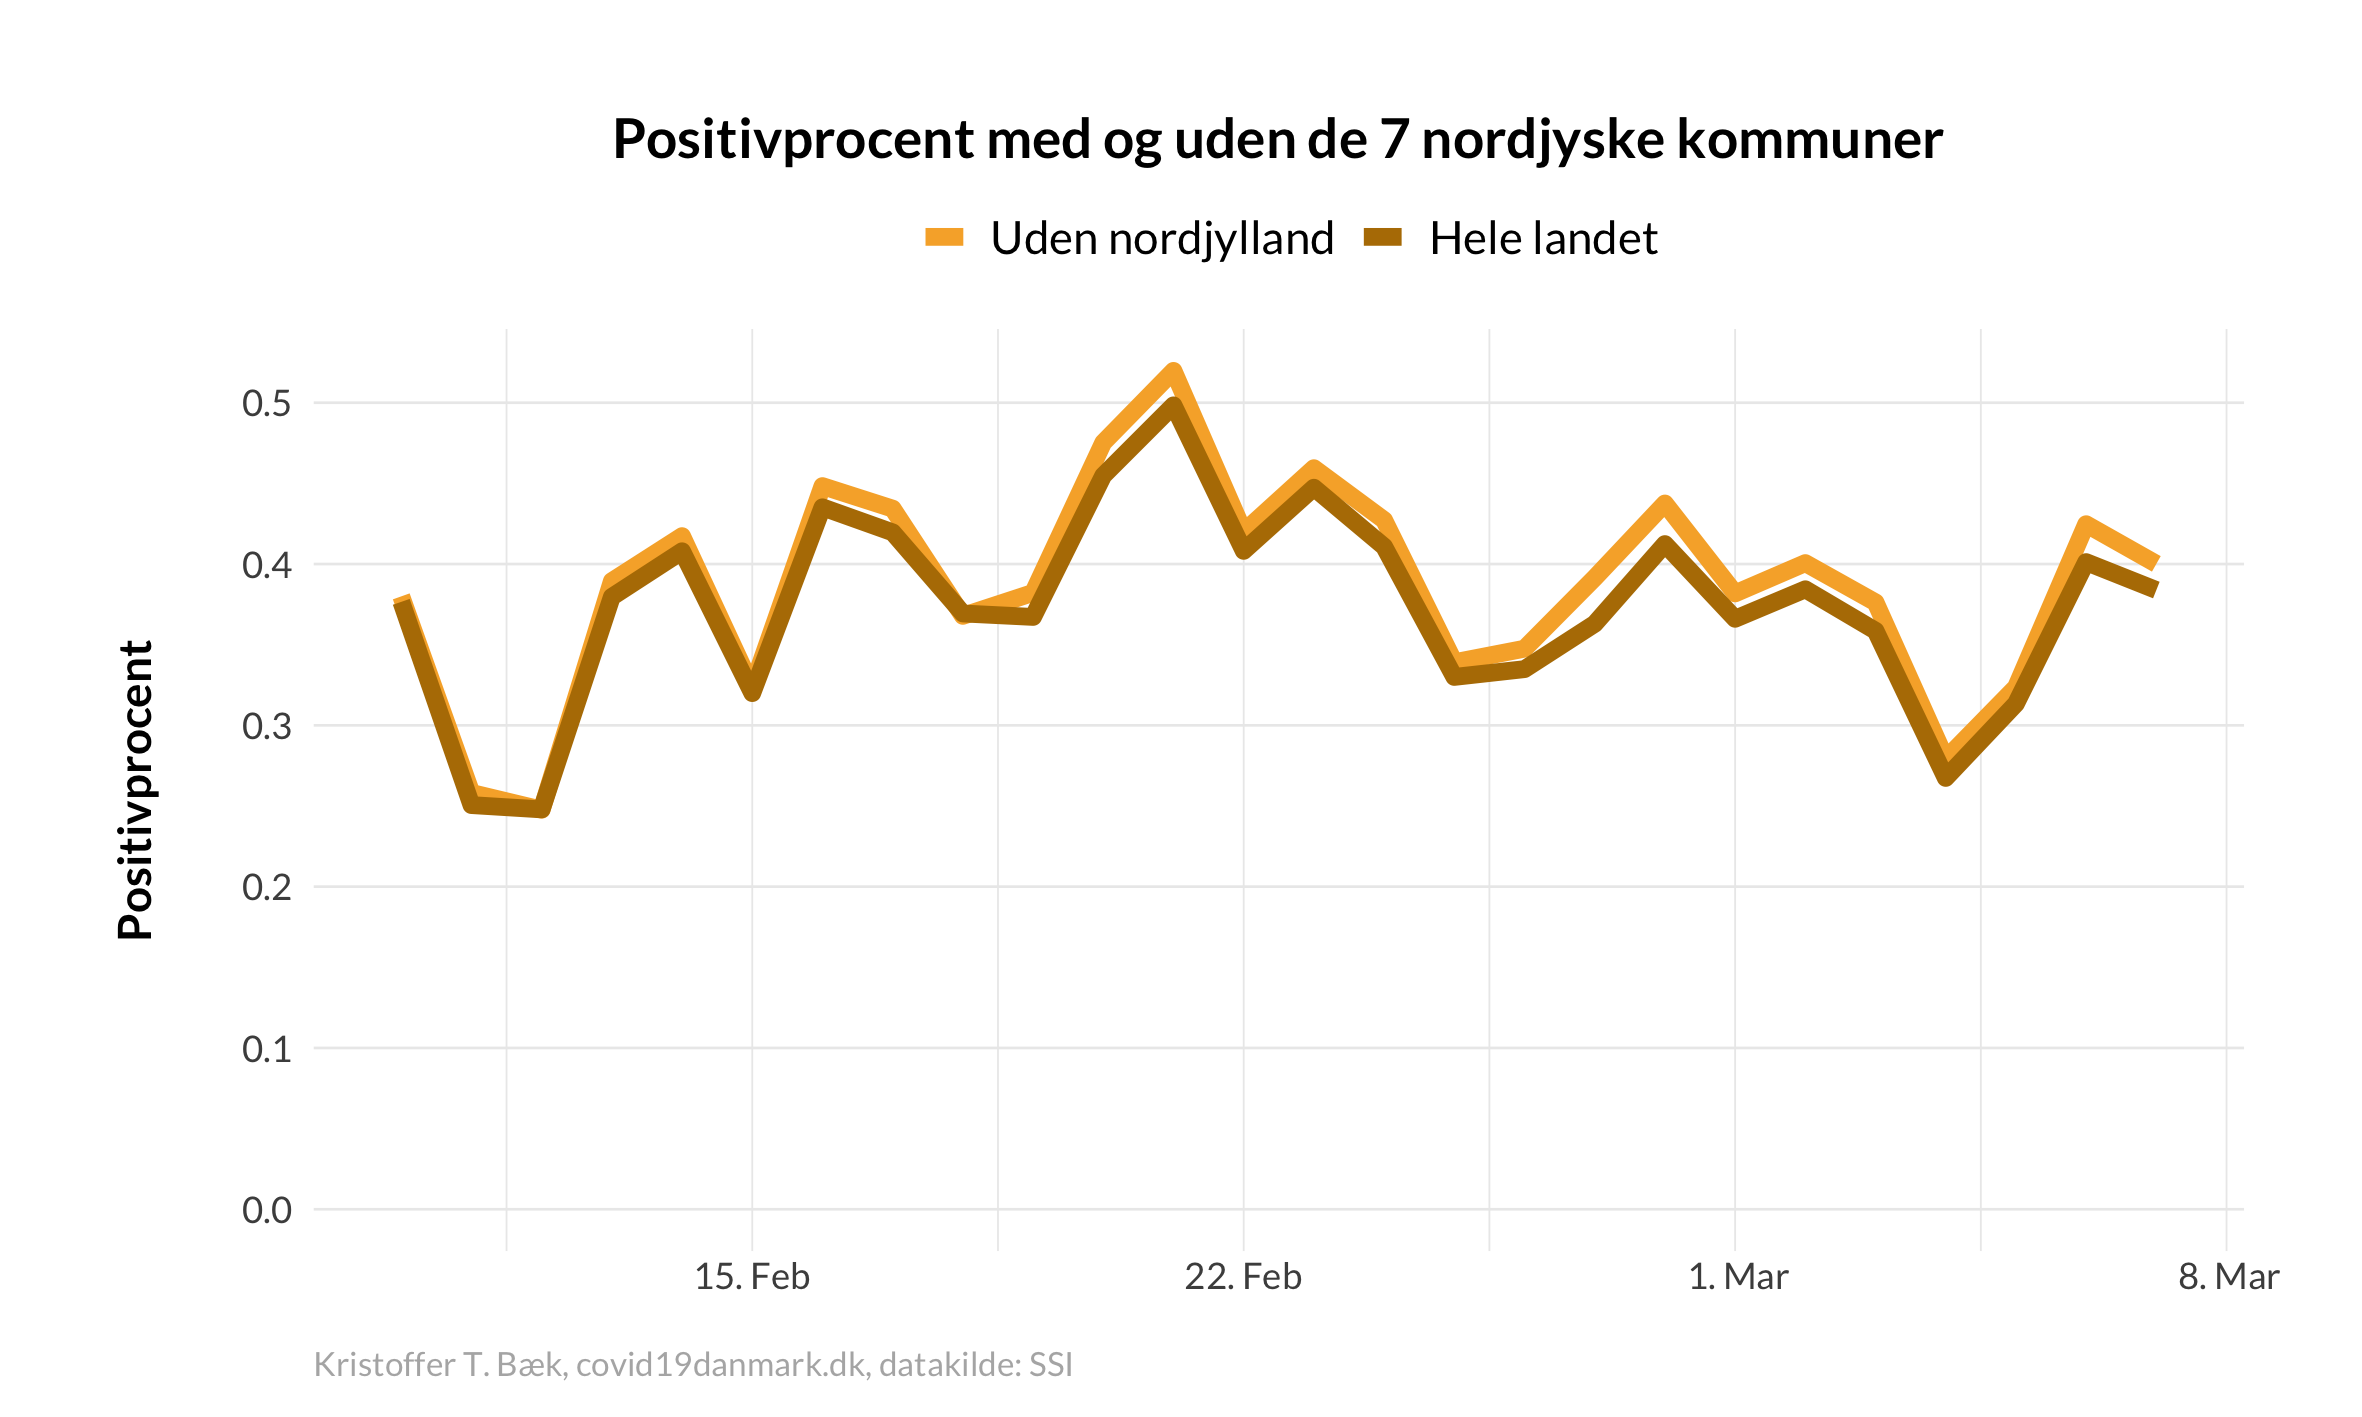 Positivprocent med og uden de 7 nordjyske kommuner
Uden nordjylland Hele landet
Positivprocent
0.5
0.4
0.3
0.2
0.1
0.0
15. Feb 22. Feb 1. Mar 8. Mar
Kristoffer T. Bæk, covid19danmark.dk, datakilde: SSI